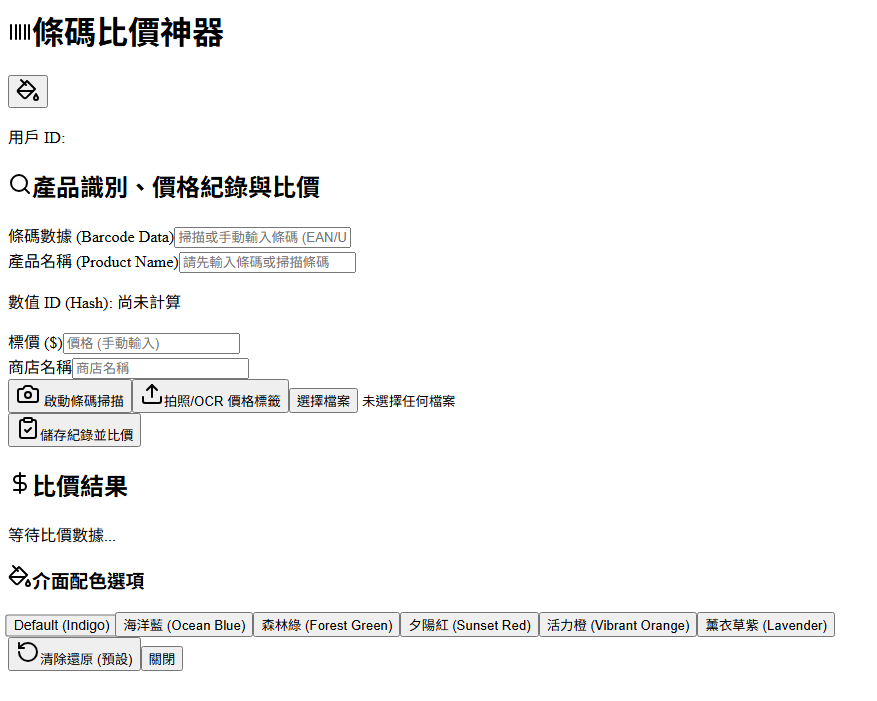 條碼比價神器
用戶 ID:
產品識別、價格紀錄與比價
條碼數據 (Barcode Data) 掃描或手動輸入條碼 (EAN/U
產品名稱 (Product Name) 請先輸入條碼或掃描條碼
數值 ID (Hash): 尚未計算
標價 ($) 價格 (手動輸入)
商店名稱 商店名稱
啟動條碼掃描 拍照/OCR 價格標籤 選擇檔案 未選擇任何檔案
儲存紀錄並比價
比價結果
等待比價數據...
介面配色選項
Default (Indigo) 海洋藍 (Ocean Blue) 森林綠 (Forest Green) 夕陽紅 (Sunset Red) 活力橙 (Vibrant Orange) 薰衣草紫 (Lavender)
清除還原 (預設) 關閉